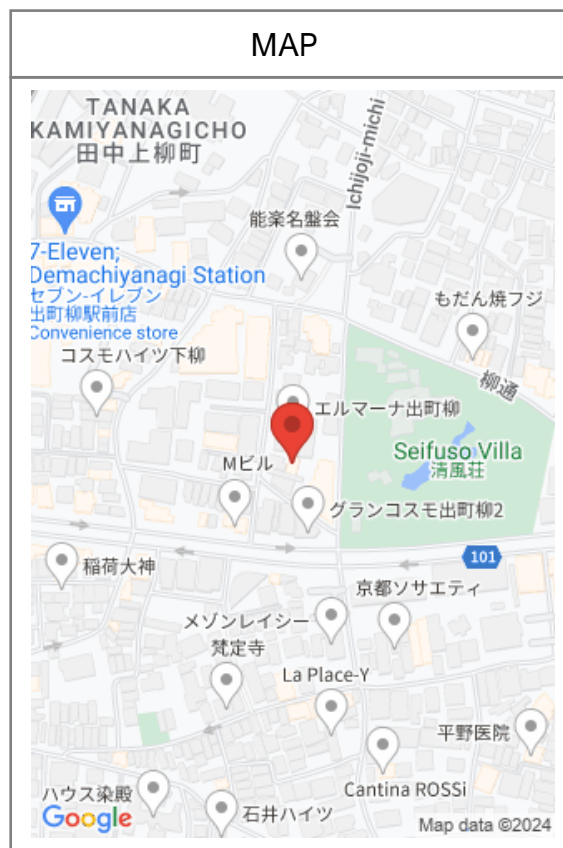 MAP
TANAKA
KAMIYANAGICHO
田中上柳町
Ichijoji-michi
能楽名盤会
7-Eleven;
Demachiyanagi Station
セブン-イレブン
出町柳駅前店
Convenience store
もだん焼フジ
コスモハイツ下柳
柳通
エルマーナ出町柳
Seifuso Villa
清風荘
Mビル
グランコスモ出町柳2
101
稲荷大神
京都ソサエティ
メゾンレイシー
梵定寺
La Place-Y
平野医院
Cantina ROSSi
ハウス染殿
石井ハイツ
Google
Map data ©2024